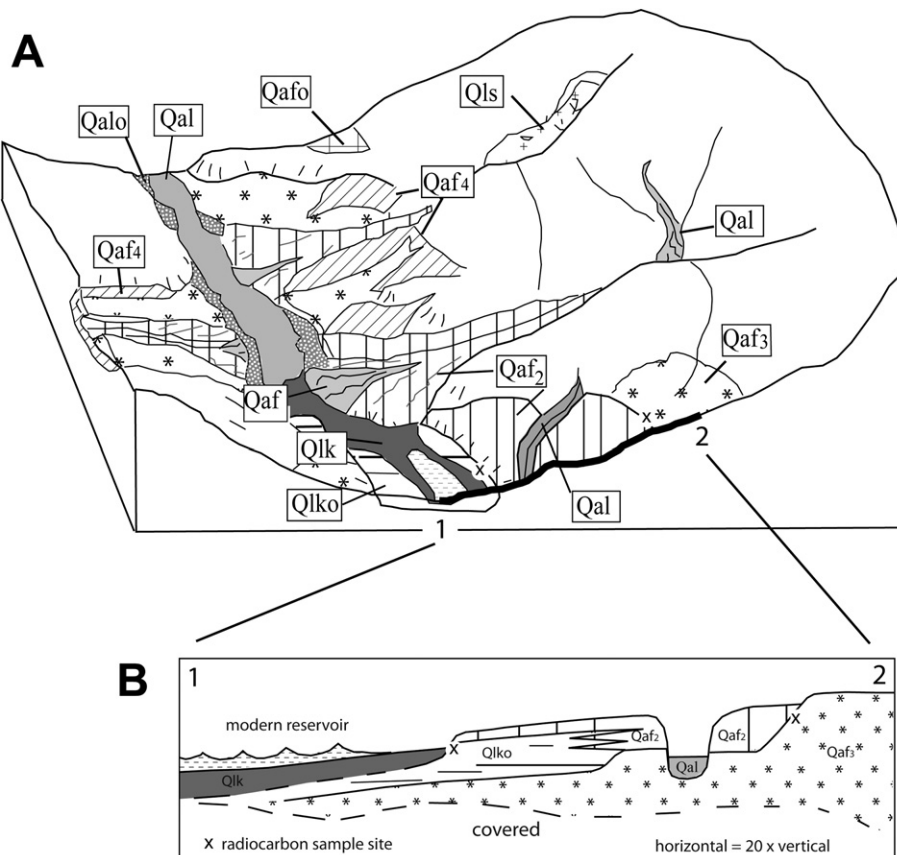 A
Qafo
Qls
Qalo
Qal
Qaf4
Qal
Qaf4
Qaf3
Qaf2
Qaf
Qlk
2
Qlko
Qal
1
x
x
B
1
2
modern reservoir
x
x
Qlko
Qaf2
Qaf2
Qaf3
Qlk
Qal
covered
x radiocarbon sample site
horizontal = 20 x vertical